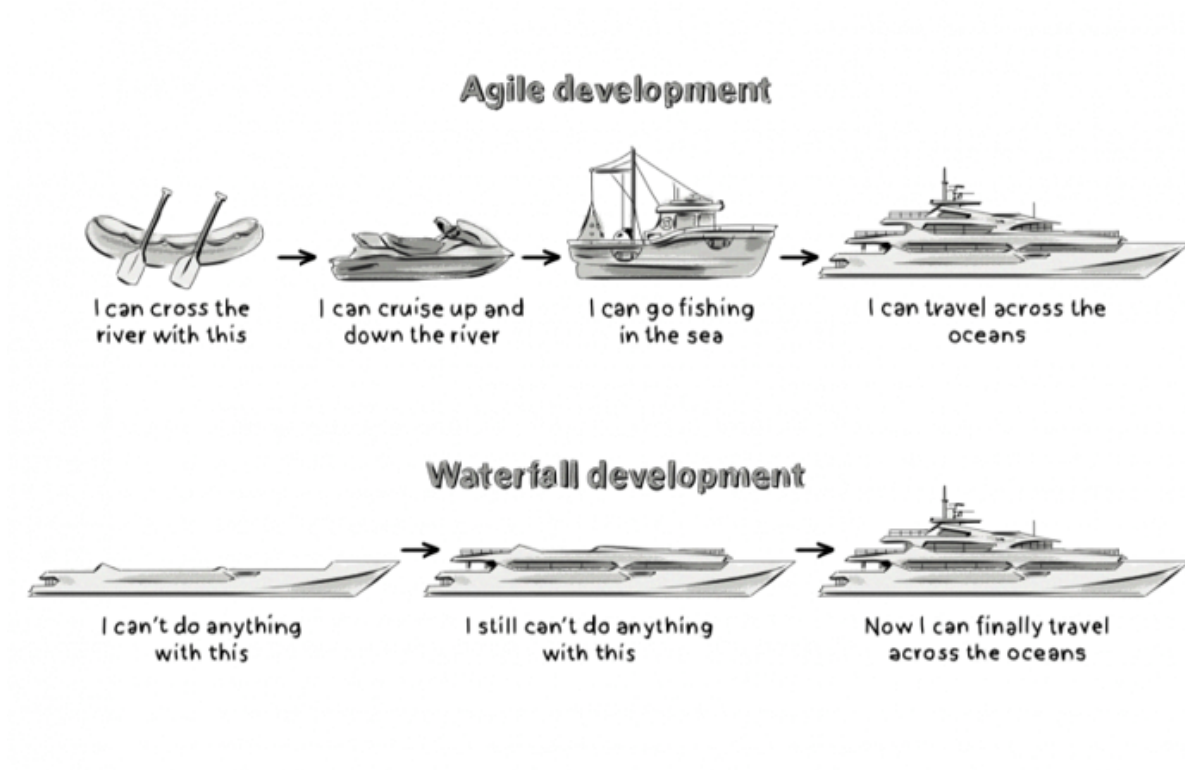 Agile development
I can cross the
river with this
I can cruise up and
down the river
I can go fishing
in the sea
I can travel across the
oceans
Waterfall development
I can't do anything
with this
I still can't do anything
with this
Now I can finally travel
across the oceans